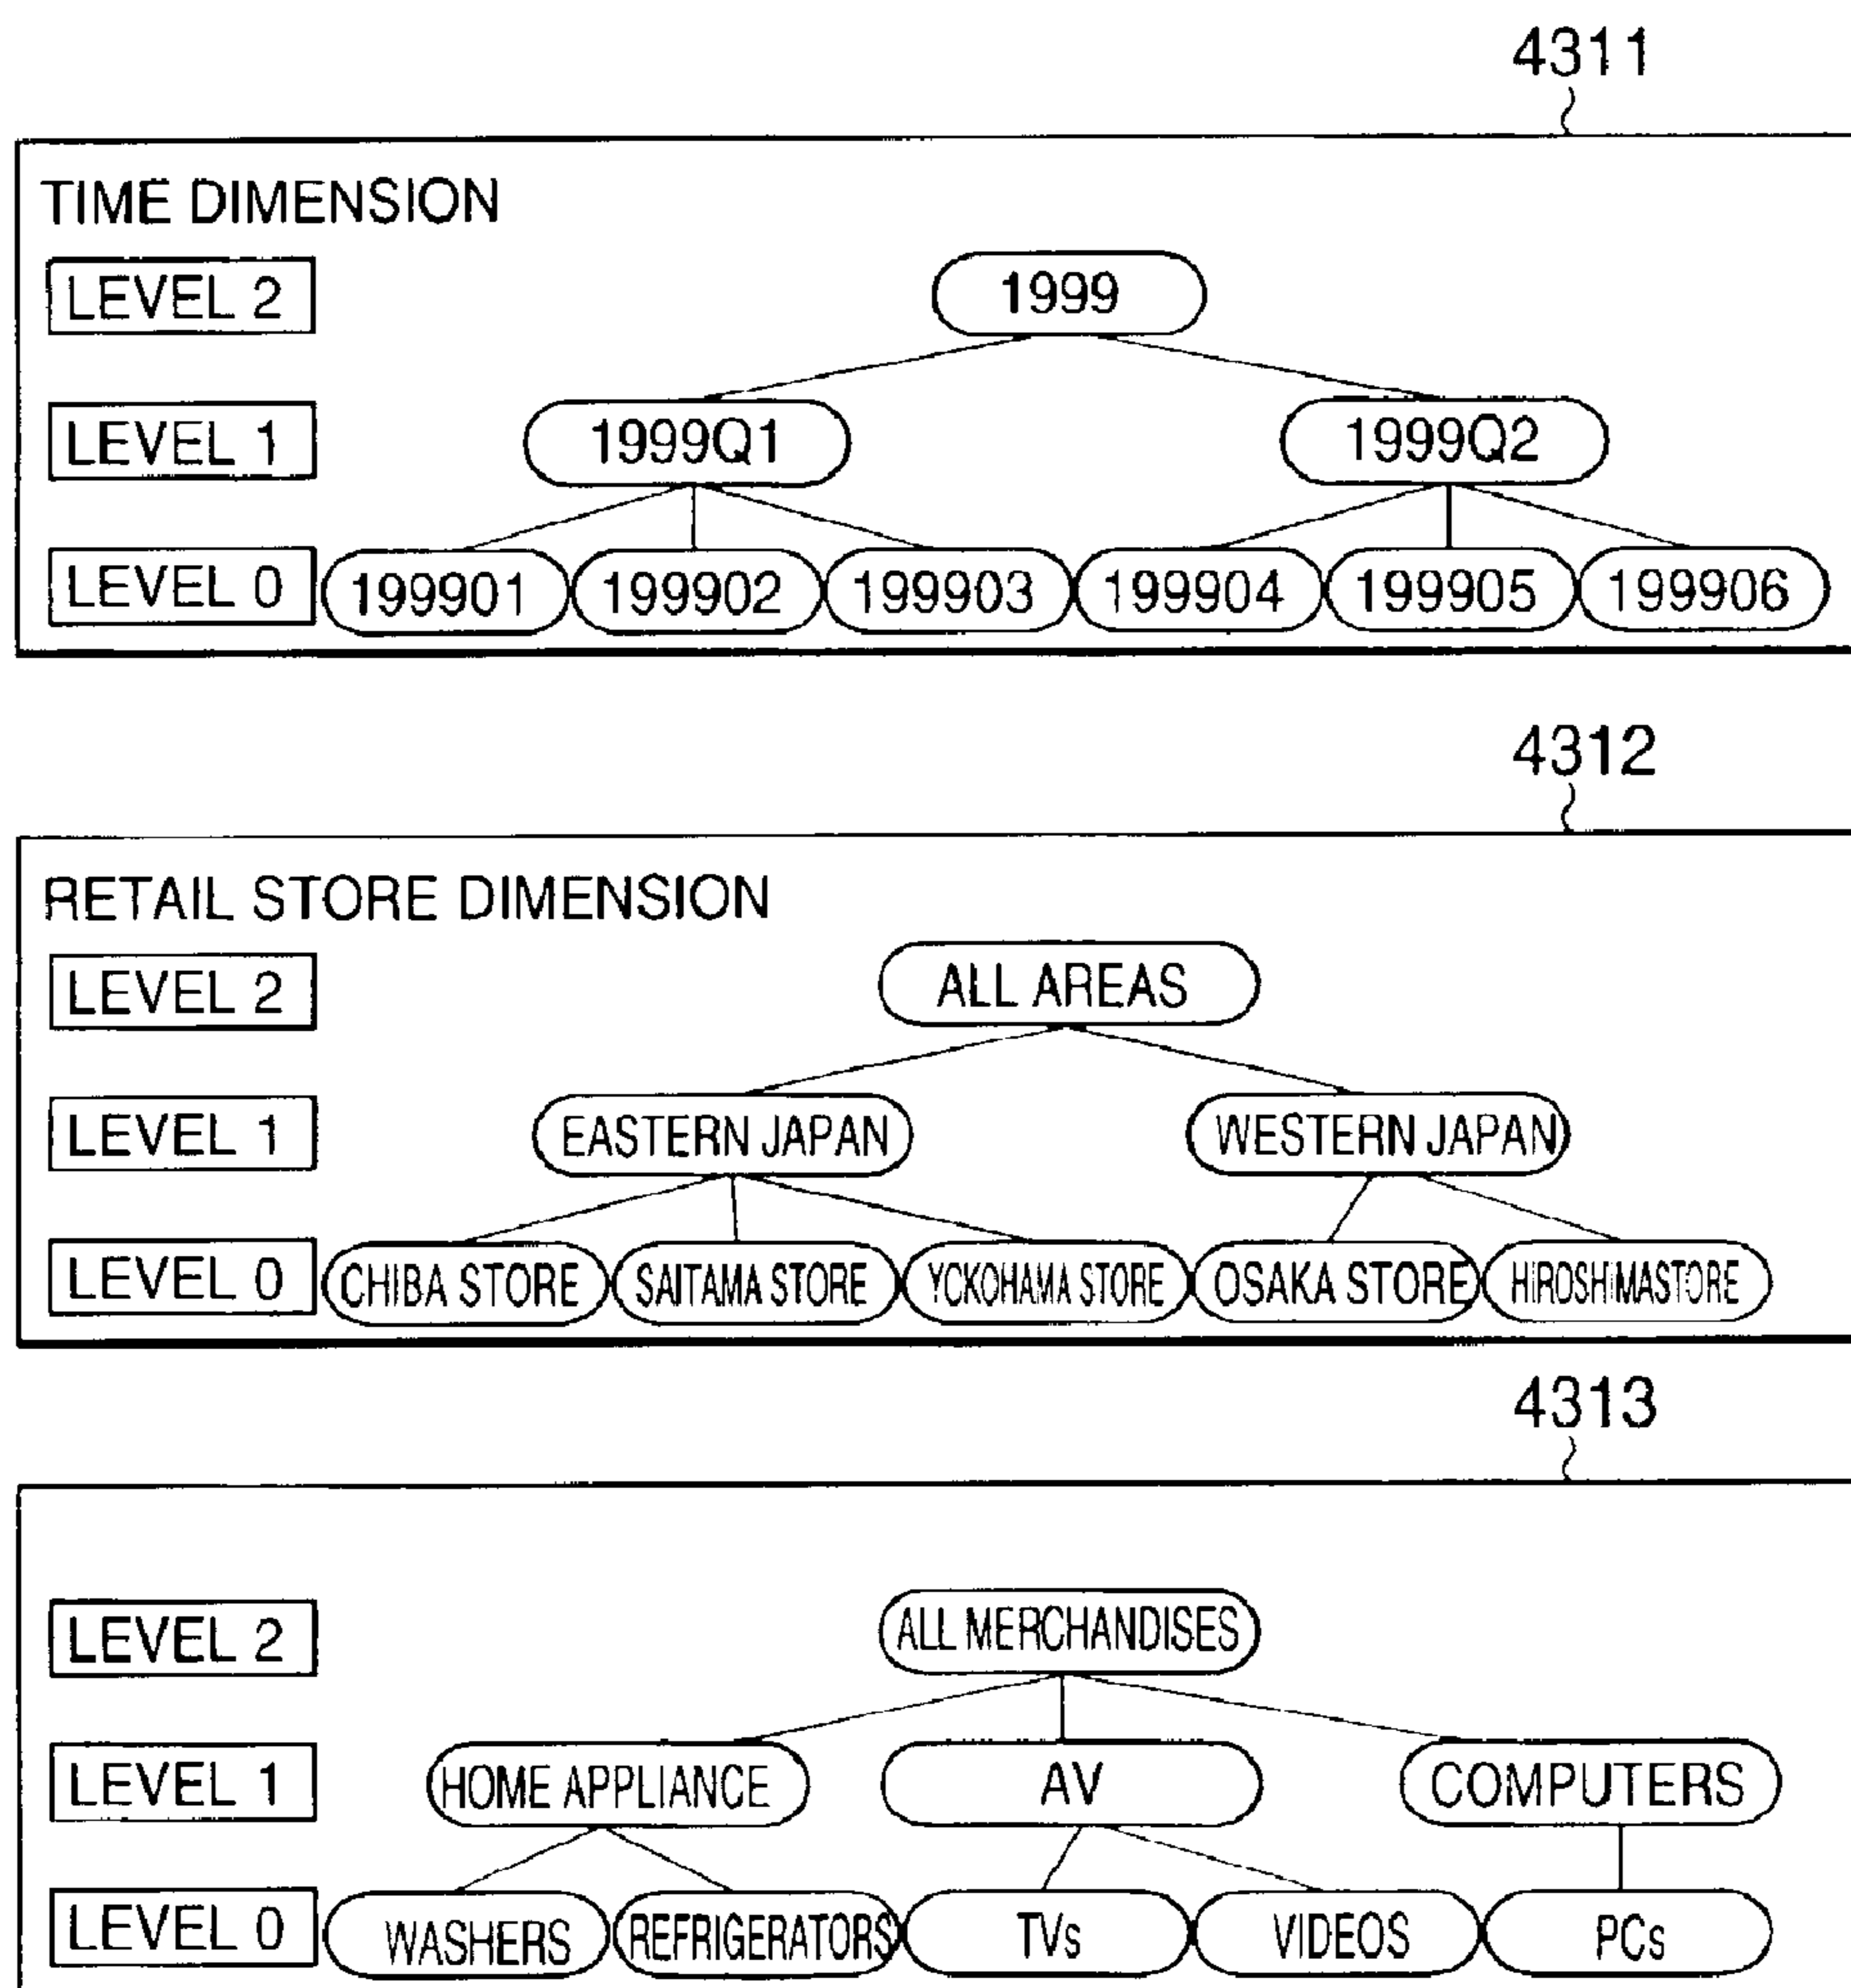 4311
TIME DIMENSION
LEVEL 2
1999
LEVEL 1
1999Q1
1999Q2
LEVEL 0
199901
199902
199903
199904
199905
199906
4312
RETAIL STORE DIMENSION
LEVEL 2
ALL AREAS
LEVEL 1
EASTERN JAPAN
WESTERN JAPAN
LEVEL 0
CHIBA STORE
SAITAMA STORE
YCKOHAMA STORE
OSAKA STORE
HIROSHIMASTORE
4313
LEVEL 2
ALL MERCHANDISES
LEVEL 1
HOME APPLIANCE
AV
COMPUTERS
LEVEL 0
WASHERS
REFRIGERATORS
TVs
VIDEOS
PCs